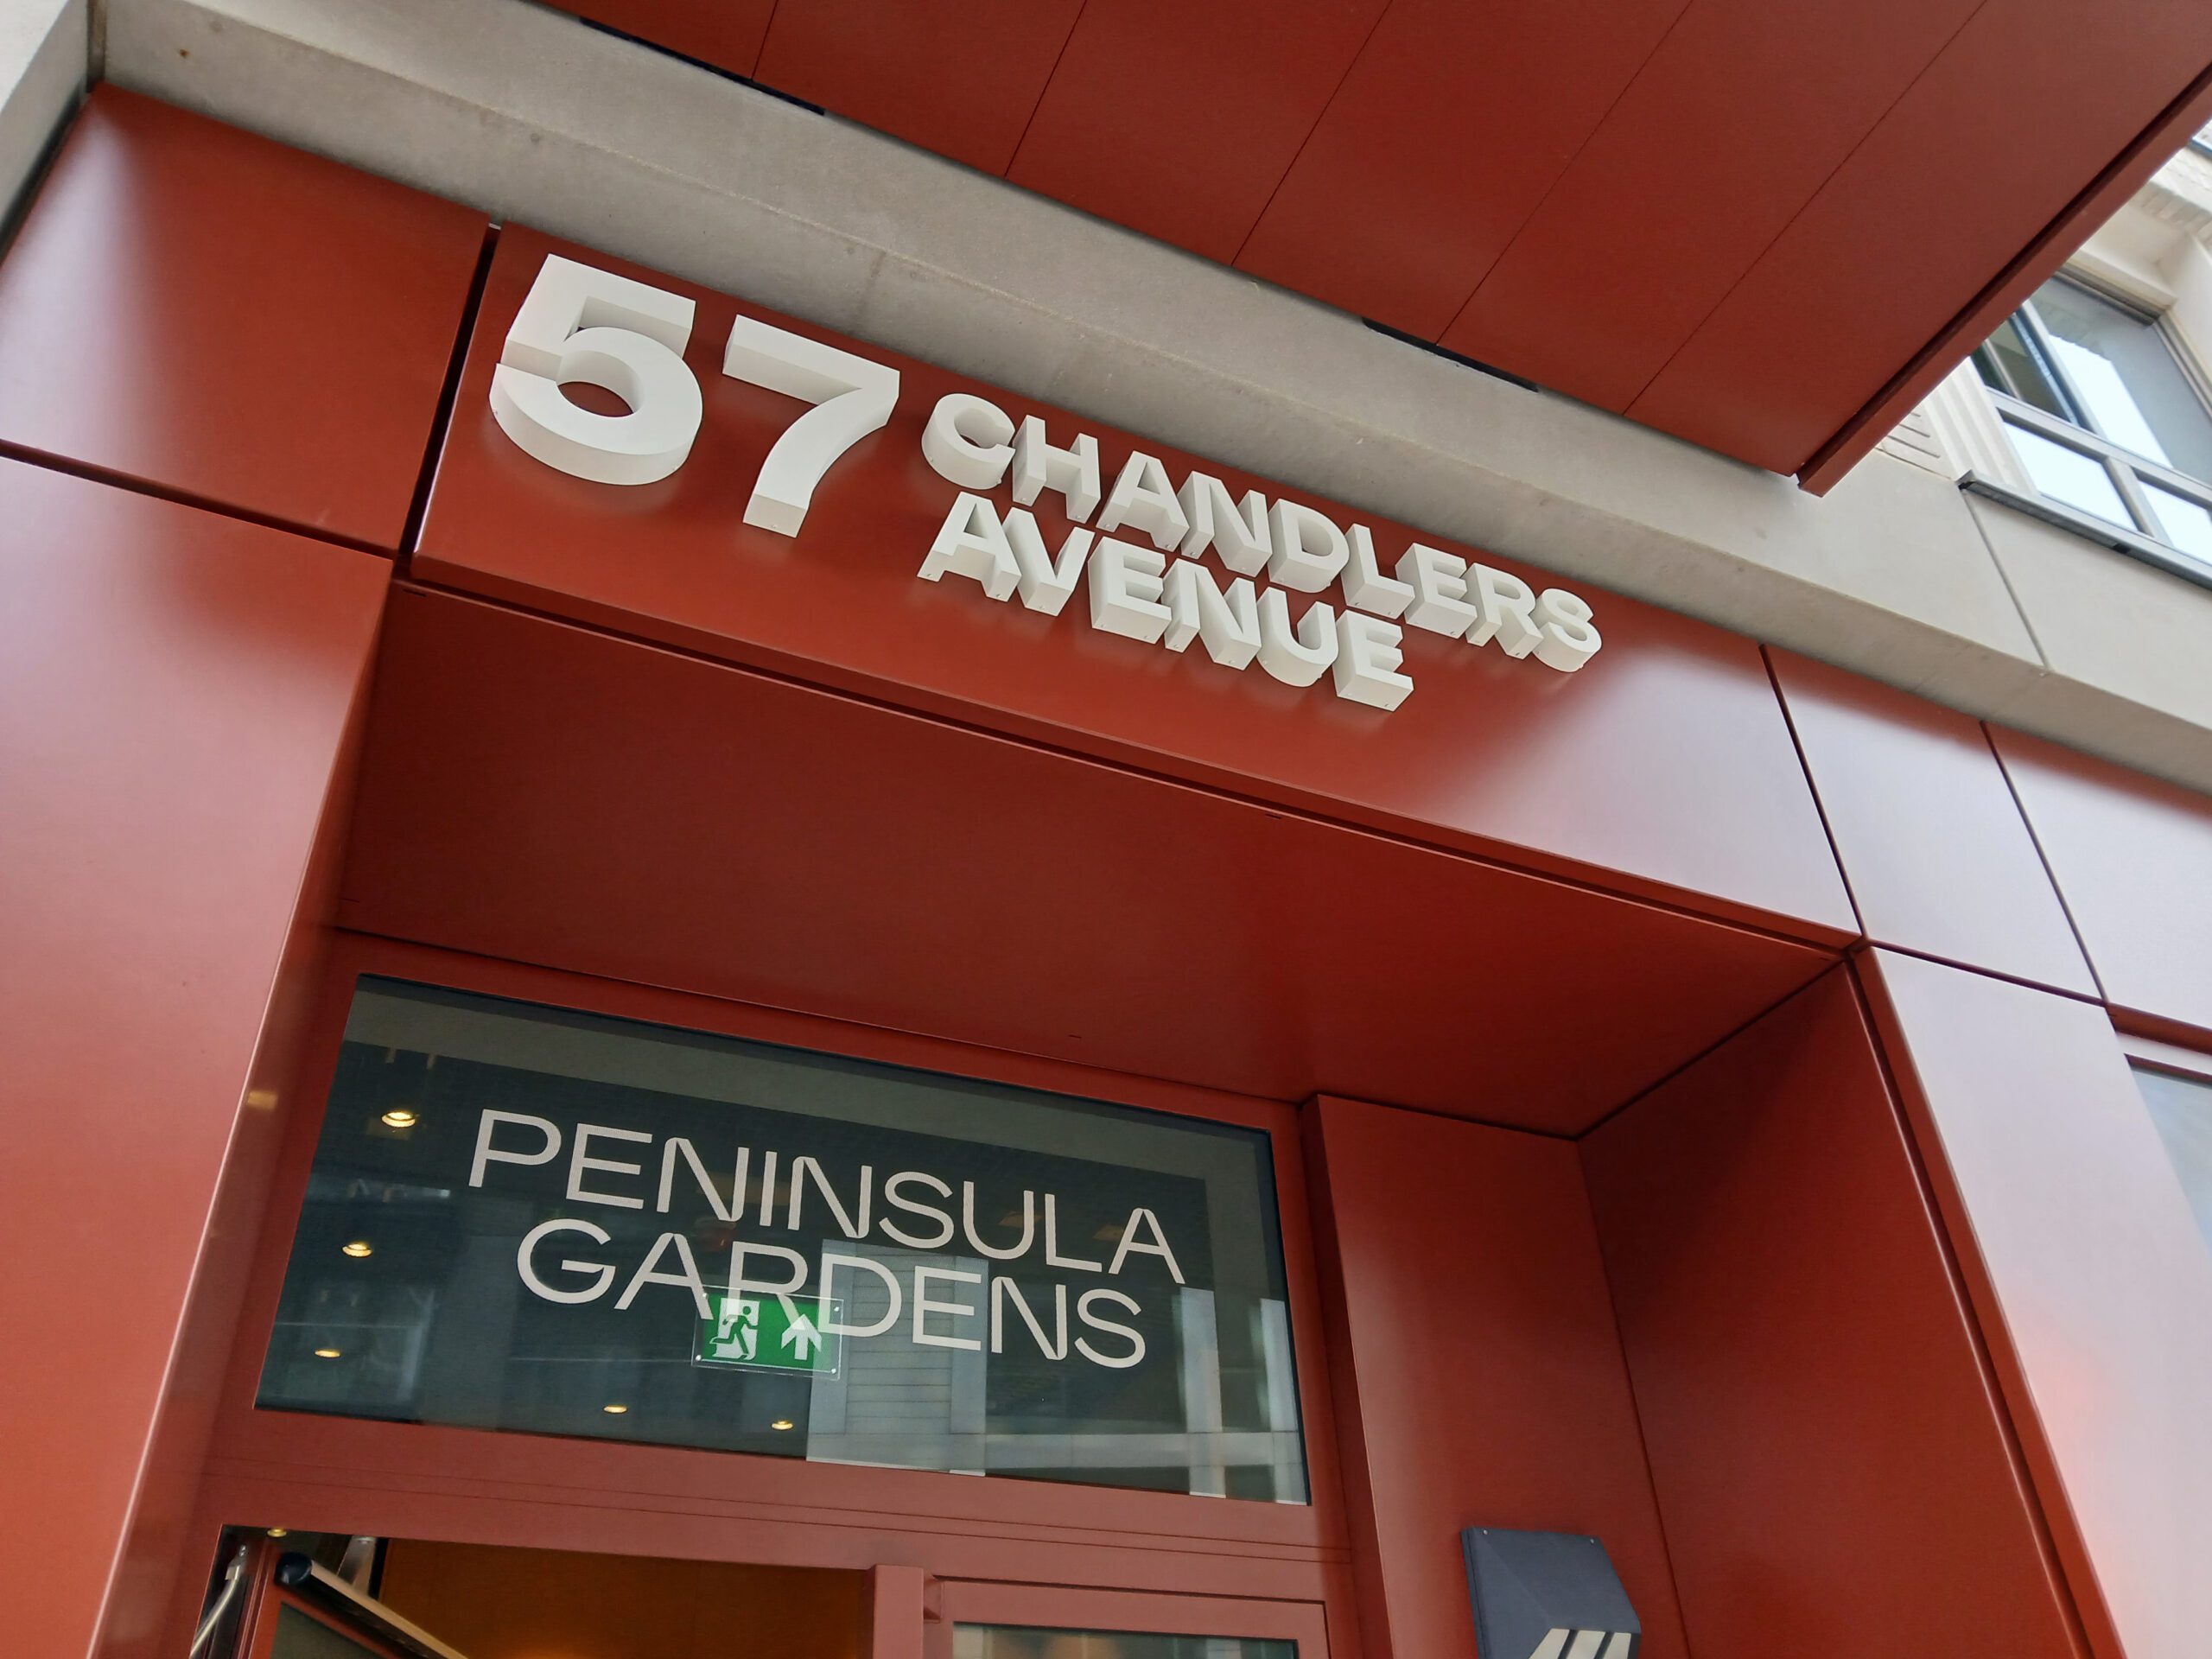 57 CHANDLERS
AVENUE
PENINSULA
GARDENS